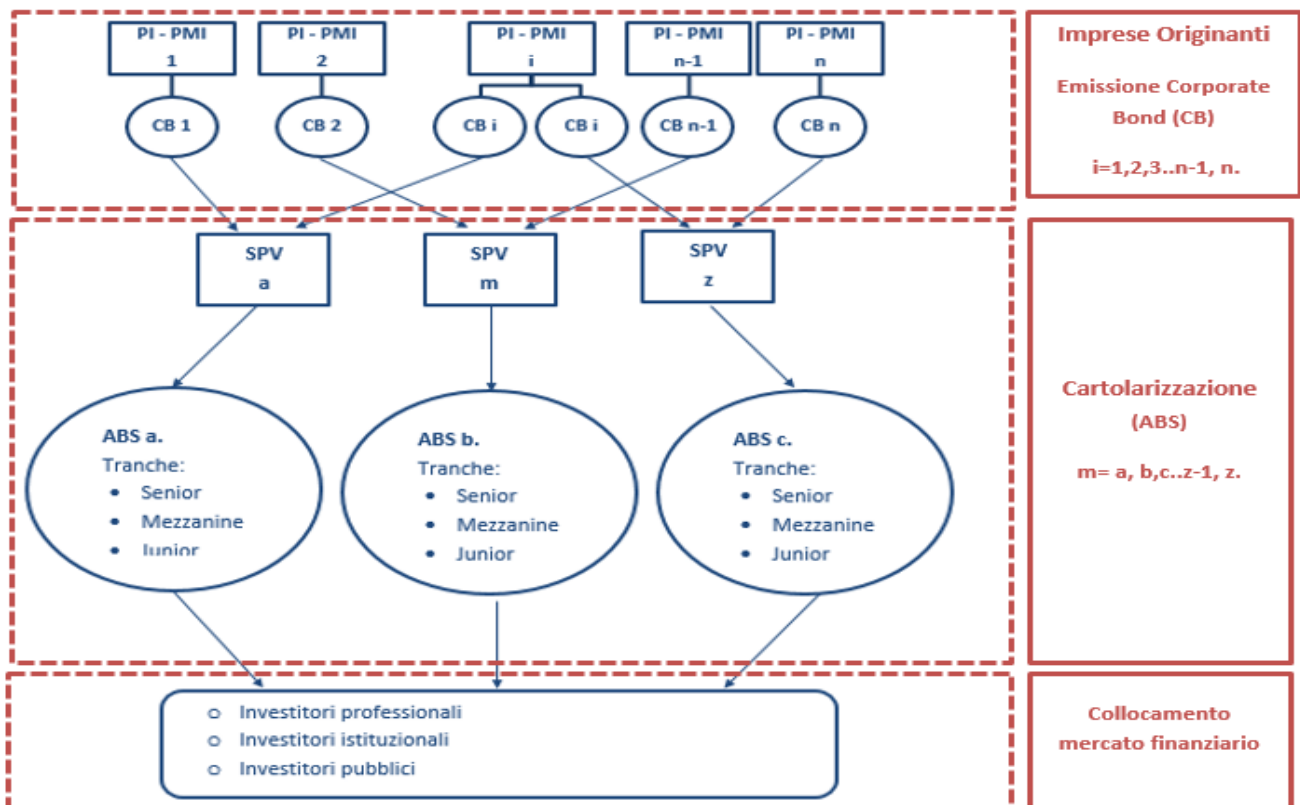 PI - PMI
1
PI - PMI
2
PI - PMI
i
PI - PMI
n-1
PI - PMI
n
CB 1
CB 2
CB i
CB i
CB n-1
CB n
Imprese Originanti
Emissione Corporate
Bond (CB)
i=1,2,3..n-1, n.
SPV
a
SPV
m
SPV
z
ABS a.
Tranche:
• Senior
• Mezzanine
• Junior
ABS b.
Tranche:
• Senior
• Mezzanine
• Junior
ABS c.
Tranche:
• Senior
• Mezzanine
• Junior
Cartolarizzazione
(ABS)
m= a, b,c..z-1, z.
o Investitori professionali
o Investitori istituzionali
o Investitori pubblici
Collocamento
mercato finanziario